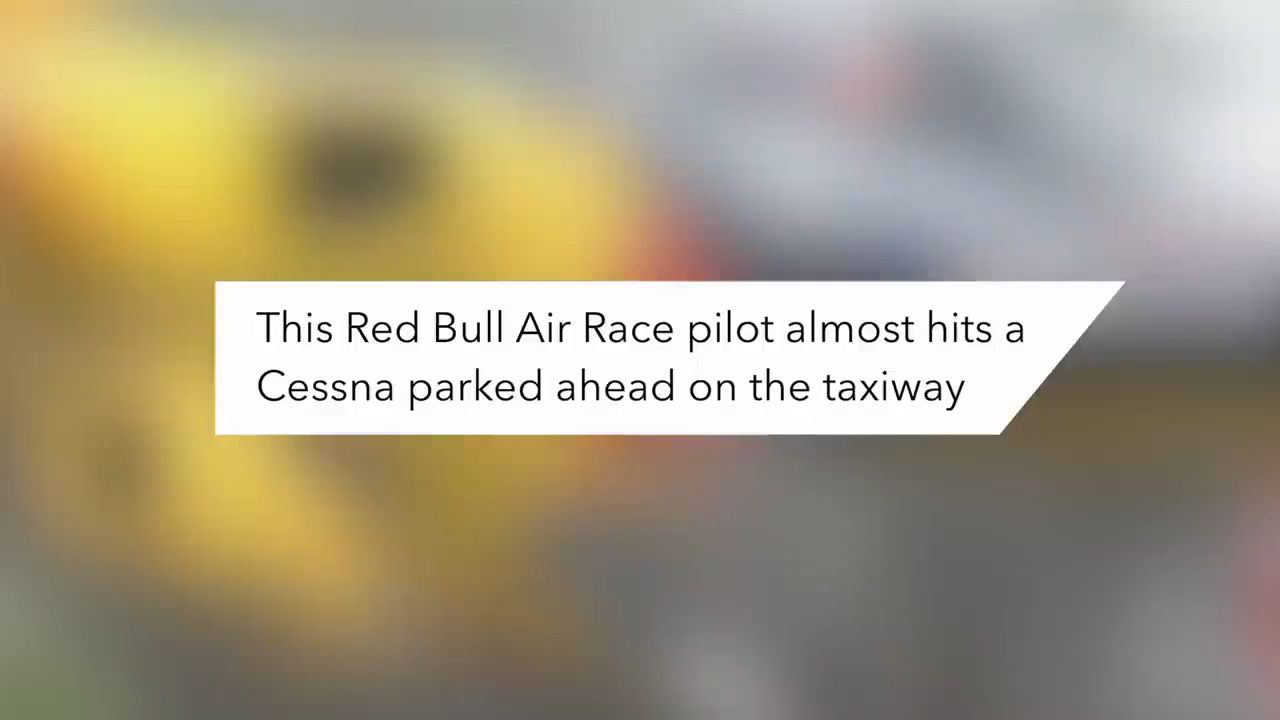 This Red Bull Air Race pilot almost hits a
Cessna parked ahead on the taxiway